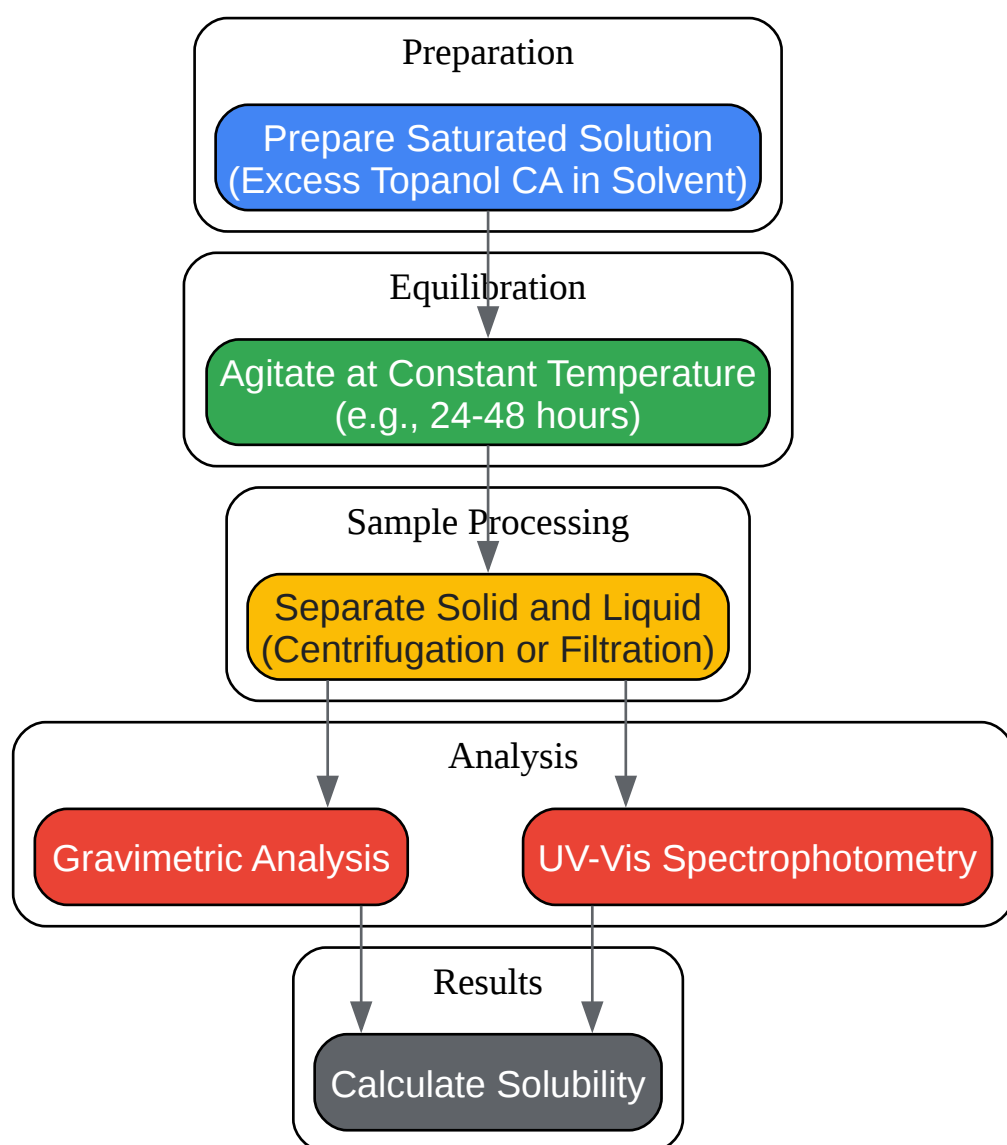 Preparation
Prepare Saturated Solution
(Excess Topanol CA in Solvent)
Equilibration
Agitate at Constant Temperature
(e.g., 24-48 hours)
Sample Processing
Separate Solid and Liquid
(Centrifugation or Filtration)
Analysis
Gravimetric Analysis
UV-Vis Spectrophotometry
Results
Calculate Solubility